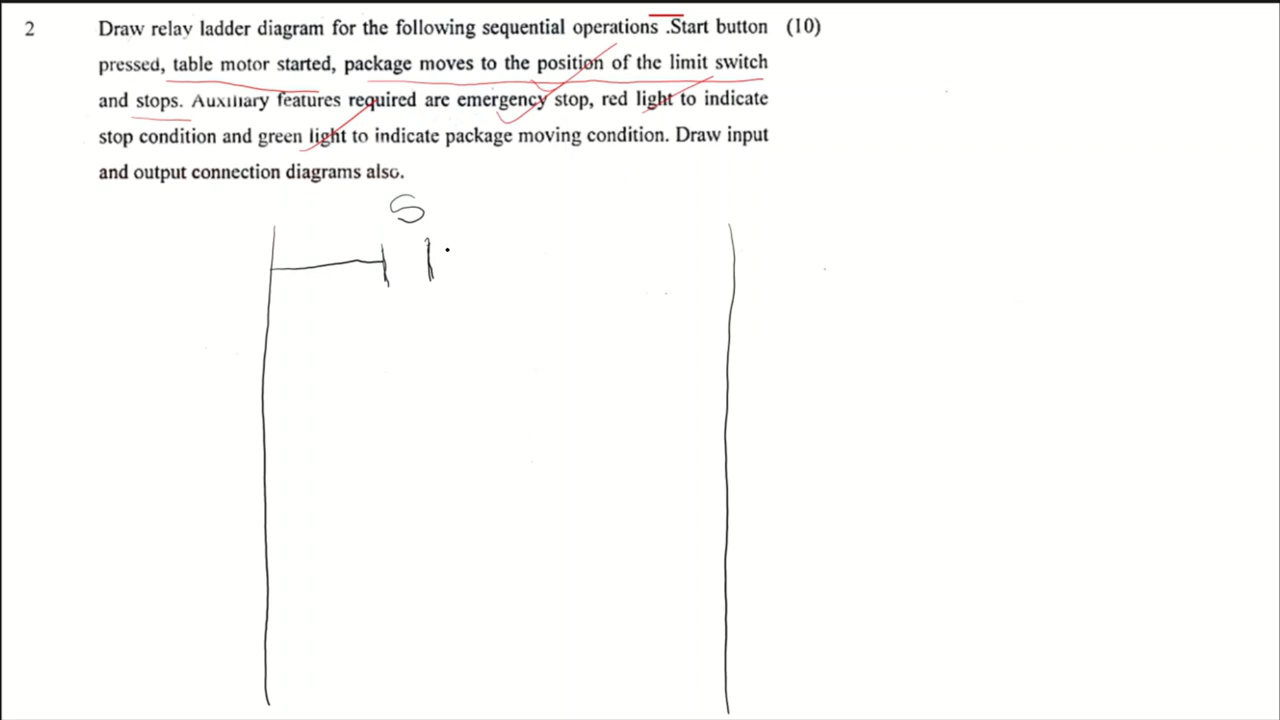 2 Draw relay ladder diagram for the following sequential operations .Start button (10)
pressed, table motor started, package moves to the position of the limit switch
and stops. Auxiliary features required are emergency stop, red light to indicate
stop condition and green light to indicate package moving condition. Draw input
and output connection diagrams also.
S